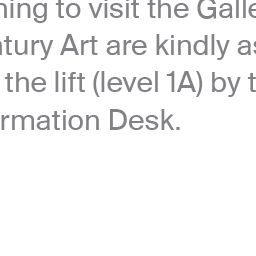 ning to visit the Galle
ntury Art are kindly as
the lift (level 1A) by t
rmation Desk.